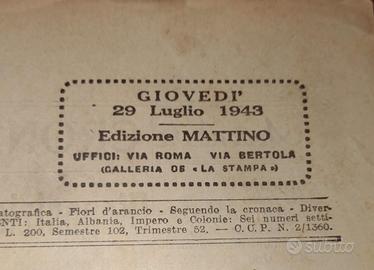 GIOVEDI'
29 Luglio 1943
Edizione MATTINO
UFFICI: VIA ROMA VIA BERTOLA
(GALLERIA DE « LA STAMPA »)
atografica - Fiori d'arancio - Seguendo la cronaca - Diver-
ENTI: Italia, Albania, Impero e Colonie: Sei numeri setti-
L. 200, Semestre 102, Trimestre 52. — C. C. P. N. 2/1360.
subito